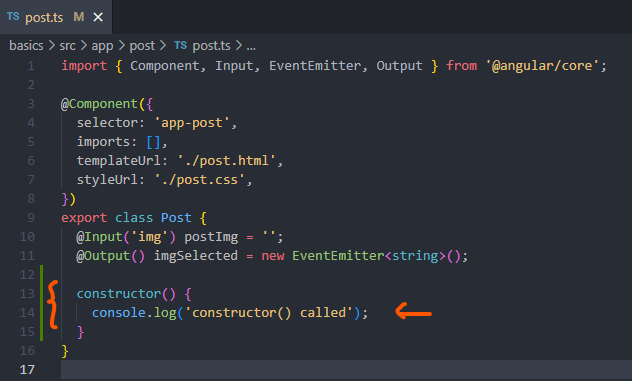 TS post.ts M ×
basics > src > app > post > TS post.ts > ...
1 import { Component, Input, EventEmitter, Output } from '@angular/core';
2
3 @Component({
4   selector: 'app-post',
5   imports: [],
6   templateUrl: './post.html',
7   styleUrl: './post.css',
8 })
9 export class Post {
10   @Input('img') postImg = '';
11   @Output() imgSelected = new EventEmitter<string>();
12
13   constructor() {
14     console.log('constructor() called');
15   }
16 }
17